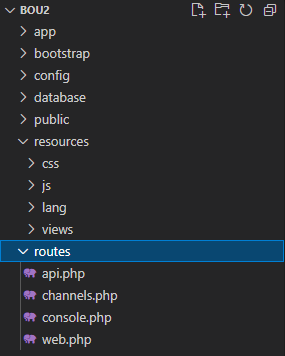 BOU2
app
bootstrap
config
database
public
resources
css
js
lang
views
routes
api.php
channels.php
console.php
web.php